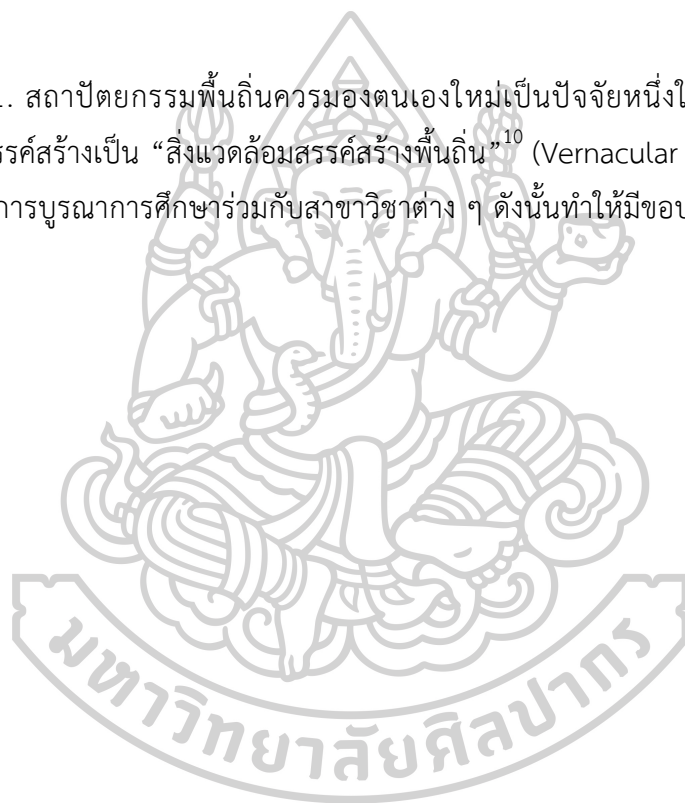 . สถาปัตยกรรมพื้นถิ่นควรมองตนเองใหม่เป็นปัจจัยหนึ่งใ
รรค์สร้างเป็น “สิ่งแวดล้อมสรรค์สร้างพื้นถิ่น”10 (Vernacular
การบูรณาการศึกษาร่วมกับสาขาวิชาต่าง ๆ ดังนั้นทำให้มีขอบ
มหาวิทยาลัยศิลปากร